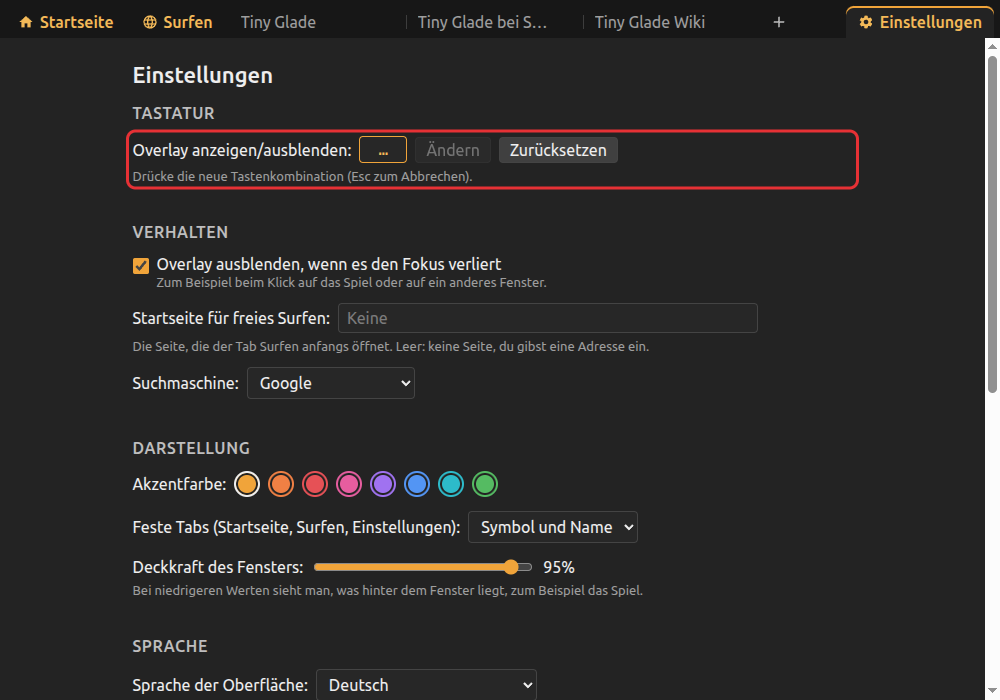 Startseite
Surfen
Tiny Glade
Tiny Glade bei S...
Tiny Glade Wiki
+
Einstellungen
Einstellungen
TASTATUR
Overlay anzeigen/ausblenden: ... Ändern Zurücksetzen
Drücke die neue Tastenkombination (Esc zum Abbrechen).
VERHALTEN
Overlay ausblenden, wenn es den Fokus verliert
Zum Beispiel beim Klick auf das Spiel oder auf ein anderes Fenster.
Startseite für freies Surfen: Keine
Die Seite, die der Tab Surfen anfangs öffnet. Leer: keine Seite, du gibst eine Adresse ein.
Suchmaschine: Google
DARSTELLUNG
Akzentfarbe:
Feste Tabs (Startseite, Surfen, Einstellungen): Symbol und Name
Deckkraft des Fensters: 95%
Bei niedrigeren Werten sieht man, was hinter dem Fenster liegt, zum Beispiel das Spiel.
SPRACHE
Sprache der Oberfläche: Deutsch